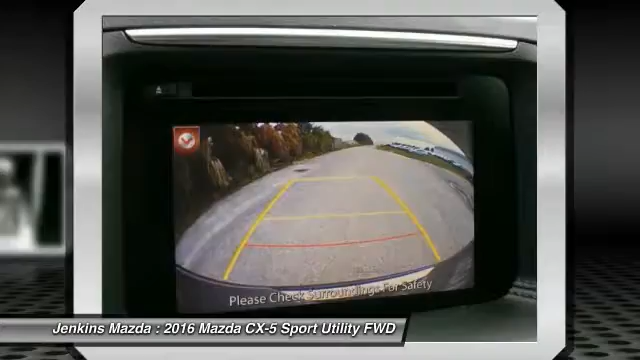 Please Check Surroundings For Safety
Jenkins Mazda : 2016 Mazda CX-5 Sport Utility FWD